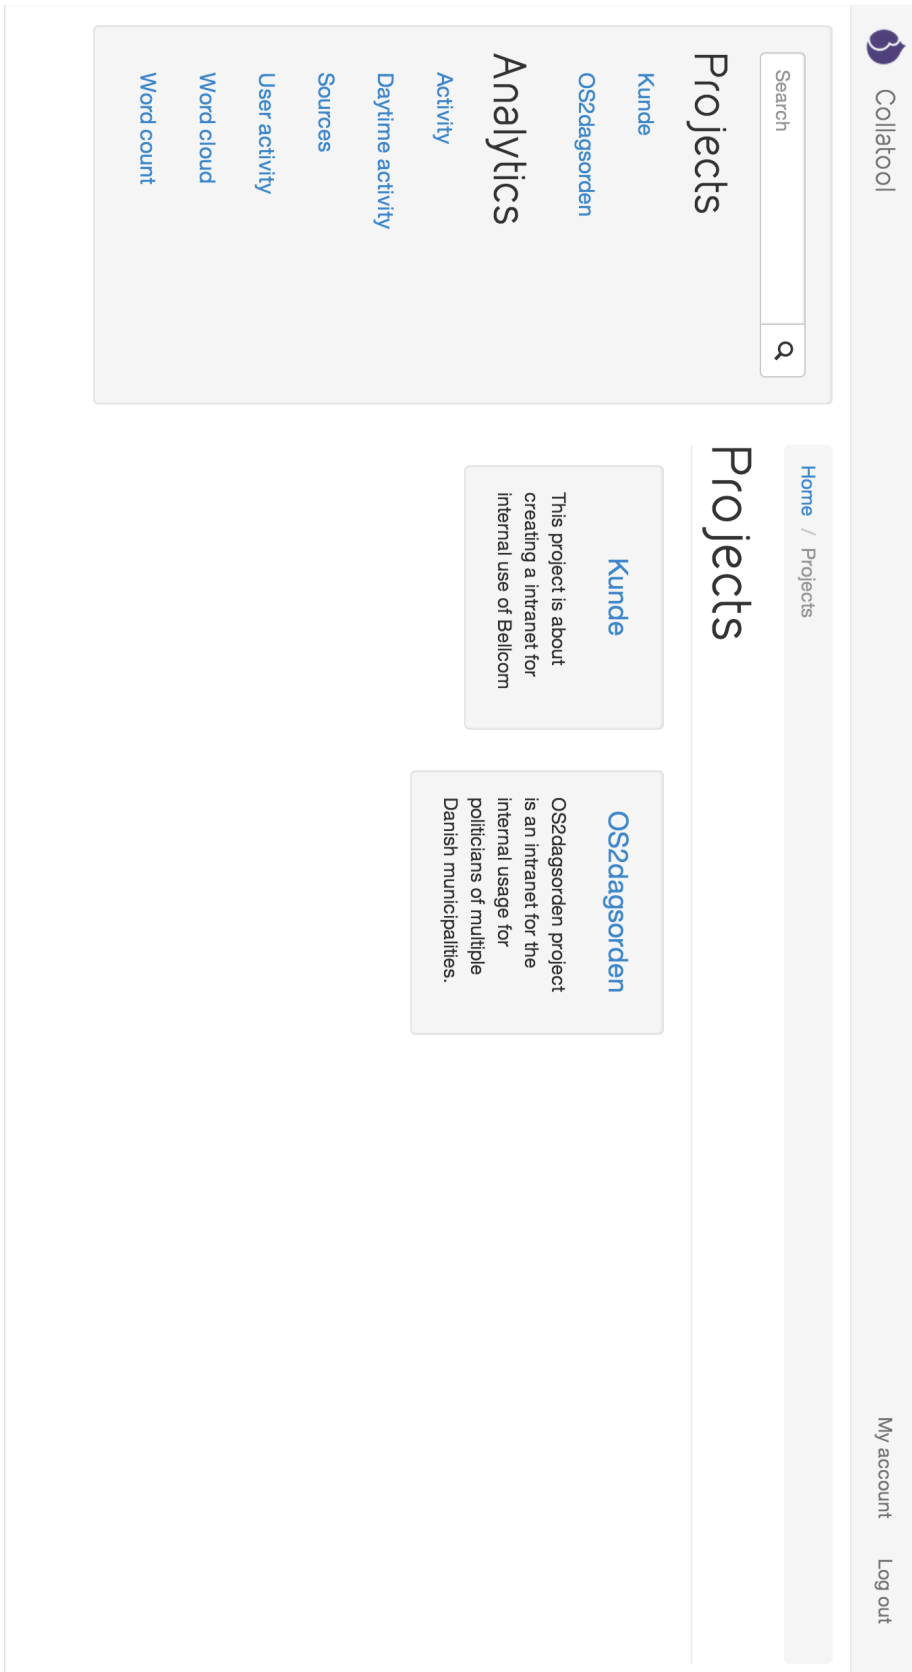 Collatool
My account
Log out
Search
Projects
Kunde
OS2dagsorden
Analytics
Activity
Daytime activity
Sources
User activity
Word cloud
Word count
Home / Projects
Projects
Kunde
This project is about
creating a intranet for
internal use of Bellcom
OS2dagsorden
OS2dagsorden project
is an intranet for the
internal usage for
politicians of multiple
Danish municipalities.